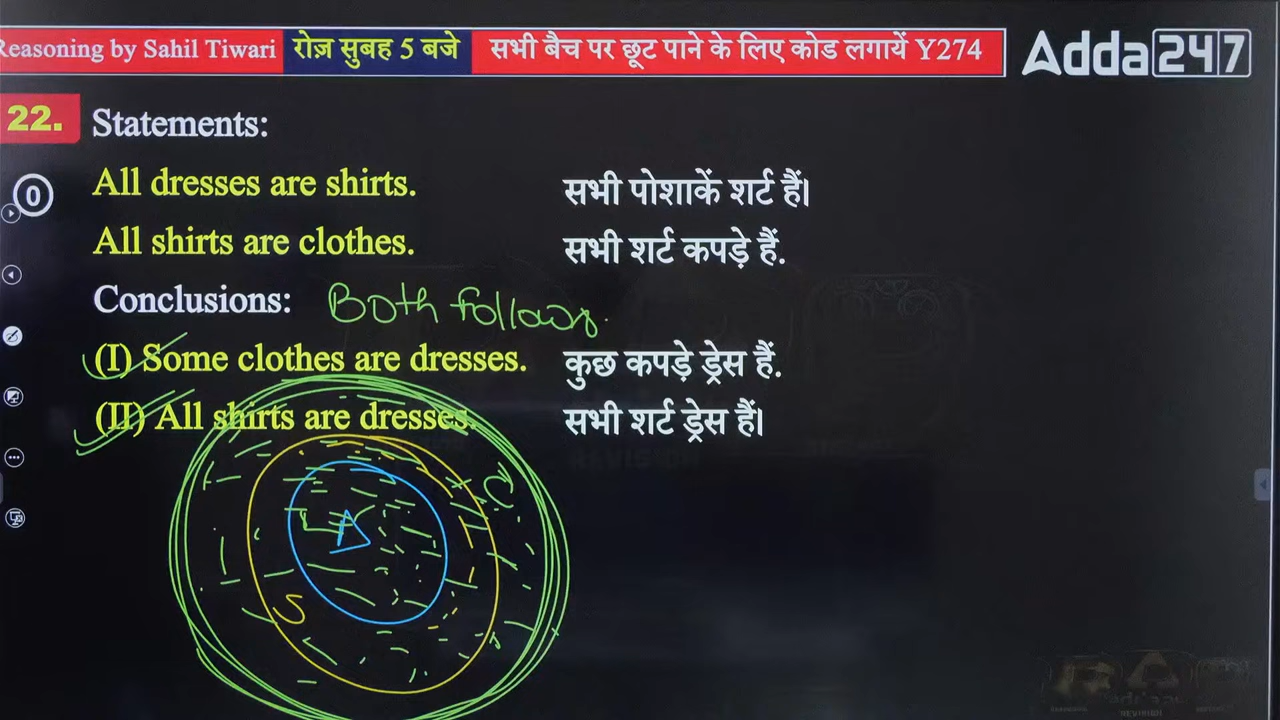 Reasoning by Sahil Tiwari रोज़ सुबह 5 बजे सभी बैच पर छूट पाने के लिए कोड लगायें Y274 Adda247
22. Statements:
0
All dresses are shirts. सभी पोशाकें शर्ट हैं।
All shirts are clothes. सभी शर्ट कपड़े हैं.
Conclusions: Both follows.
(I) Some clothes are dresses. कुछ कपड़े ड्रेस हैं.
(II) All shirts are dresses. सभी शर्ट ड्रेस हैं।
C
S